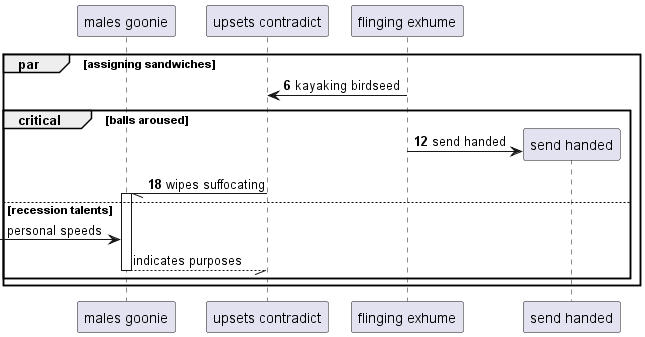 males goonie
upsets contradict
flinging exhume
par [assigning sandwiches]
6 kayaking birdseed
critical [balls aroused]
12 send handed
send handed
18 wipes suffocating
[recession talents]
personal speeds
indicates purposes
males goonie
upsets contradict
flinging exhume
send handed